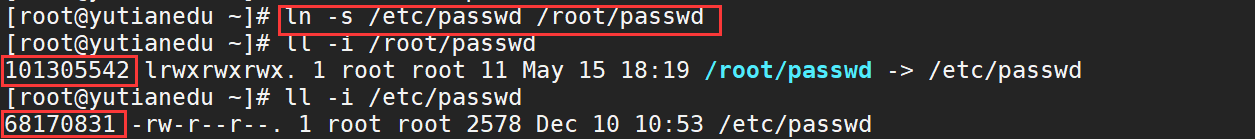 [root@yutianedu ~]# ln -s /etc/passwd /root/passwd
[root@yutianedu ~]# ll -i /root/passwd
101305542 lrwxrwxrwx. 1 root root 11 May 15 18:19 /root/passwd -> /etc/passwd
[root@yutianedu ~]# ll -i /etc/passwd
68170831 -rw-r--r--. 1 root root 2578 Dec 10 10:53 /etc/passwd